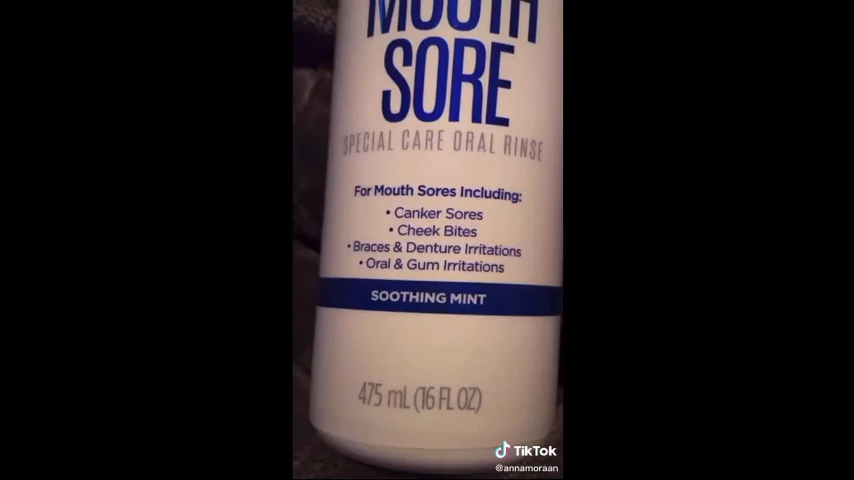 MOUTH
SORE
SPECIAL CARE ORAL RINSE
For Mouth Sores Including:
• Canker Sores
• Cheek Bites
• Braces & Denture Irritations
• Oral & Gum Irritations
SOOTHING MINT
475 mL (16 FL OZ)
TikTok
@annamoraan